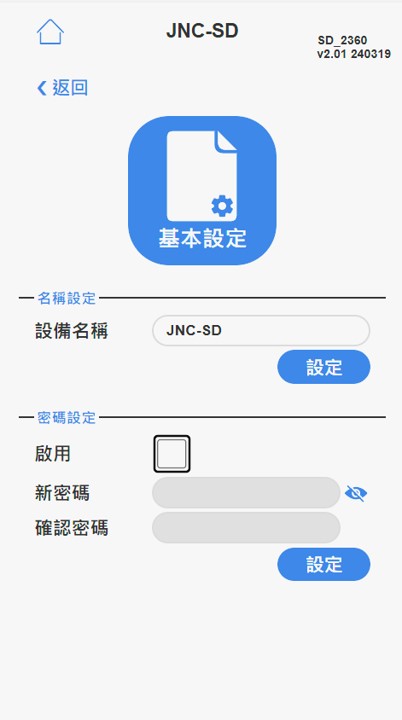 JNC-SD
SD_2360
v2.01 240319
返回
基本設定
名稱設定
設備名稱 JNC-SD
設定
密碼設定
啟用
新密碼
確認密碼
設定